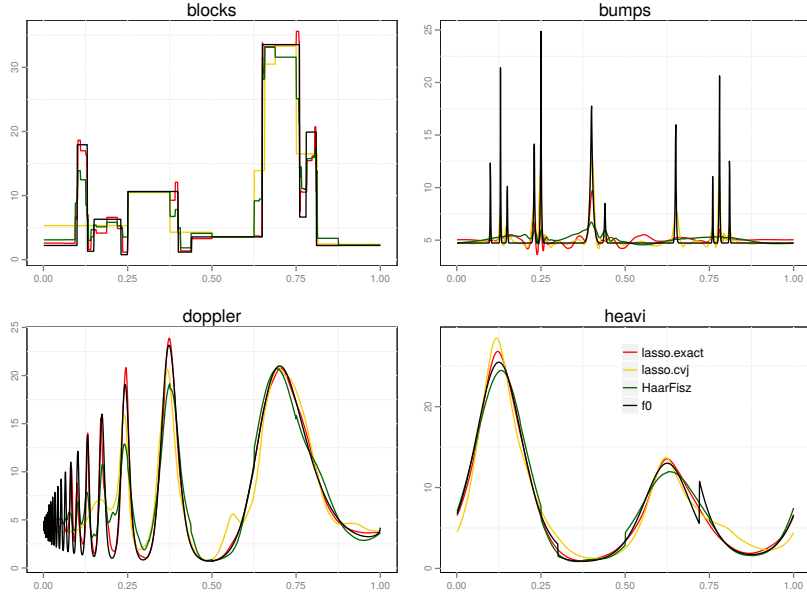 blocks
bumps
0 10 20 30
0.00 0.25 0.50 0.75 1.00
5 10 15 20 25
0.00 0.25 0.50 0.75 1.00
doppler
heavi
0 5 10 15 20 25
0.00 0.25 0.50 0.75 1.00
0 10 20
0.00 0.25 0.50 0.75 1.00
lasso.exact
lasso.cvj
HaarFisz
f0